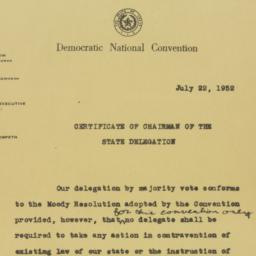 Democratic National Convention
July 22, 1952
CERTIFICATE OF CHAIRMAN OF THE
STATE DELEGATION
Our delegation by majority vote conforms
to the Moody Resolution adopted by the Convention
for this convention only
provided, however, that no delegate shall be
required to take any action in contravention of
existing law of our state or the instruction of